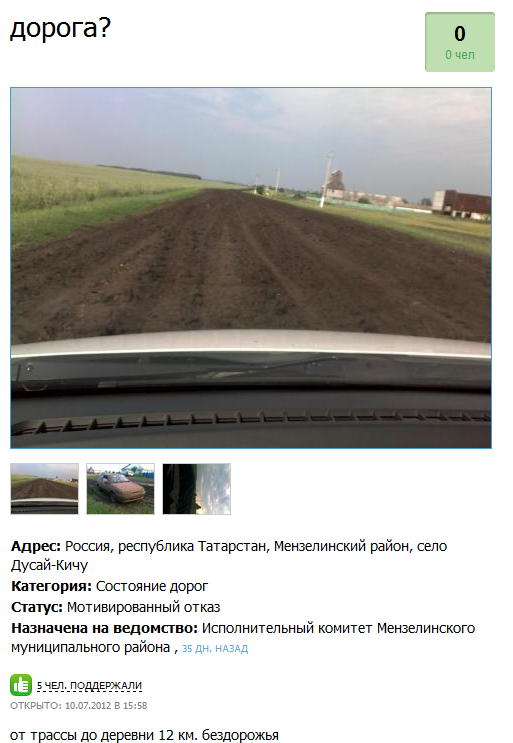 дорога?
0
0 чел
Адрес: Россия, республика Татарстан, Мензелинский район, село
Дусай-Кичу
Категория: Состояние дорог
Статус: Мотивированный отказ
Назначена на ведомство: Исполнительный комитет Мензелинского
муниципального района , 35 ДН. НАЗАД
5 ЧЕЛ. ПОДДЕРЖАЛИ
ОТКРЫТО: 10.07.2012 В 15:58
от трассы до деревни 12 км. бездорожья